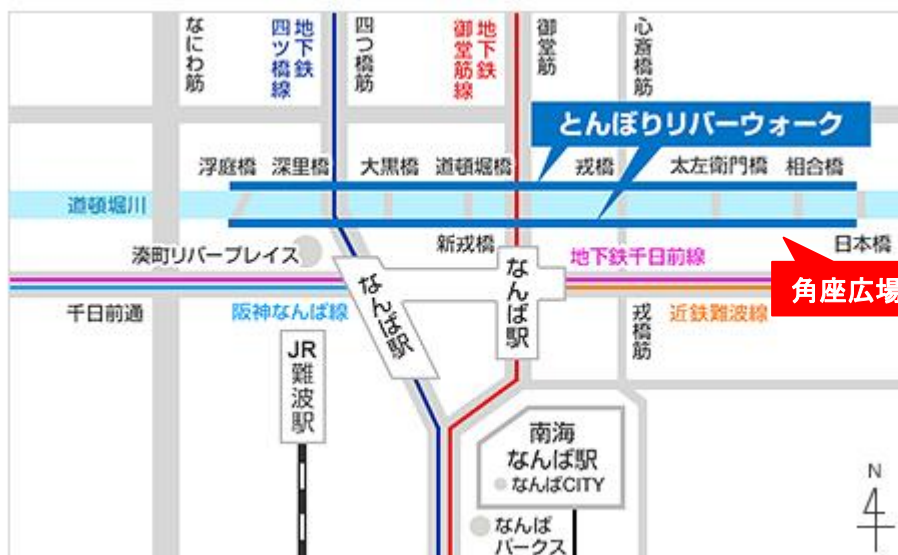 なにわ筋
地下鉄
四ツ橋線
四つ橋筋
地下鉄
御堂筋線
御堂筋
心斎橋筋
とんぼりリバーウォーク
浮庭橋
深里橋
大黒橋
道頓堀橋
戎橋
太左衛門橋
相合橋
道頓堀川
湊町リバープレイス
新戎橋
地下鉄千日前線
日本橋
千日前通
阪神なんば線
なんば駅
なんば駅
戎橋筋
近鉄難波線
角座広場
JR
難波駅
南海
なんば駅
なんばCITY
なんば
パークス
N